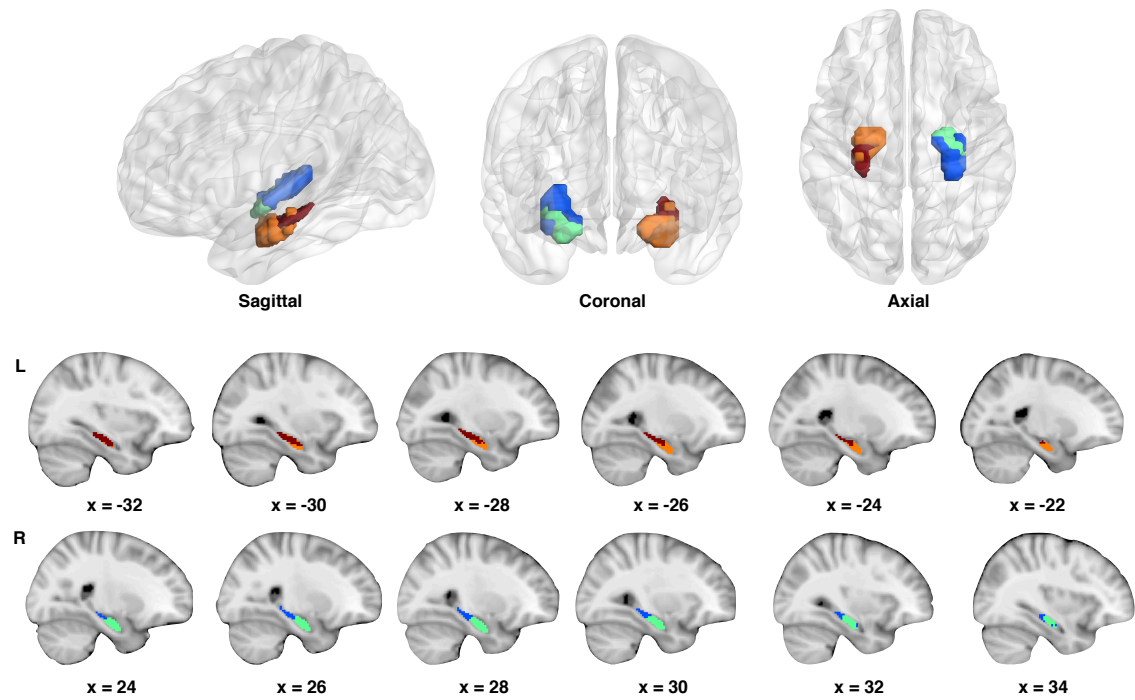 Sagittal
Coronal
Axial
L
x = -32
x = -30
x = -28
x = -26
x = -24
x = -22
R
x = 24
x = 26
x = 28
x = 30
x = 32
x = 34